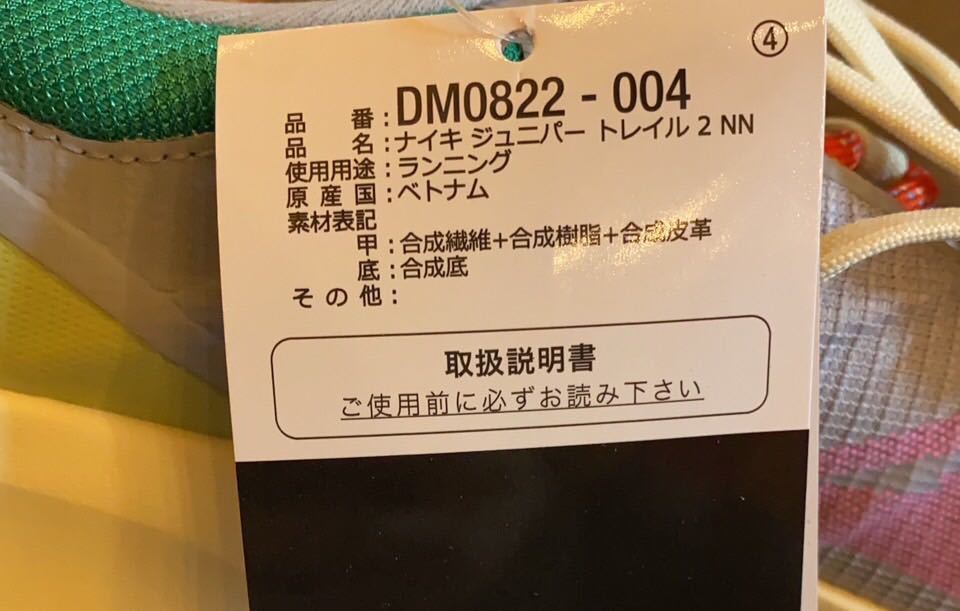 ④
品番:DM0822 - 004
品名:ナイキ ジュニパー トレイル 2 NN
使用用途:ランニング
原産国:ベトナム
素材表記
甲:合成繊維+合成樹脂+合成皮革
底:合成底
その他:
取扱説明書
ご使用前に必ずお読み下さい